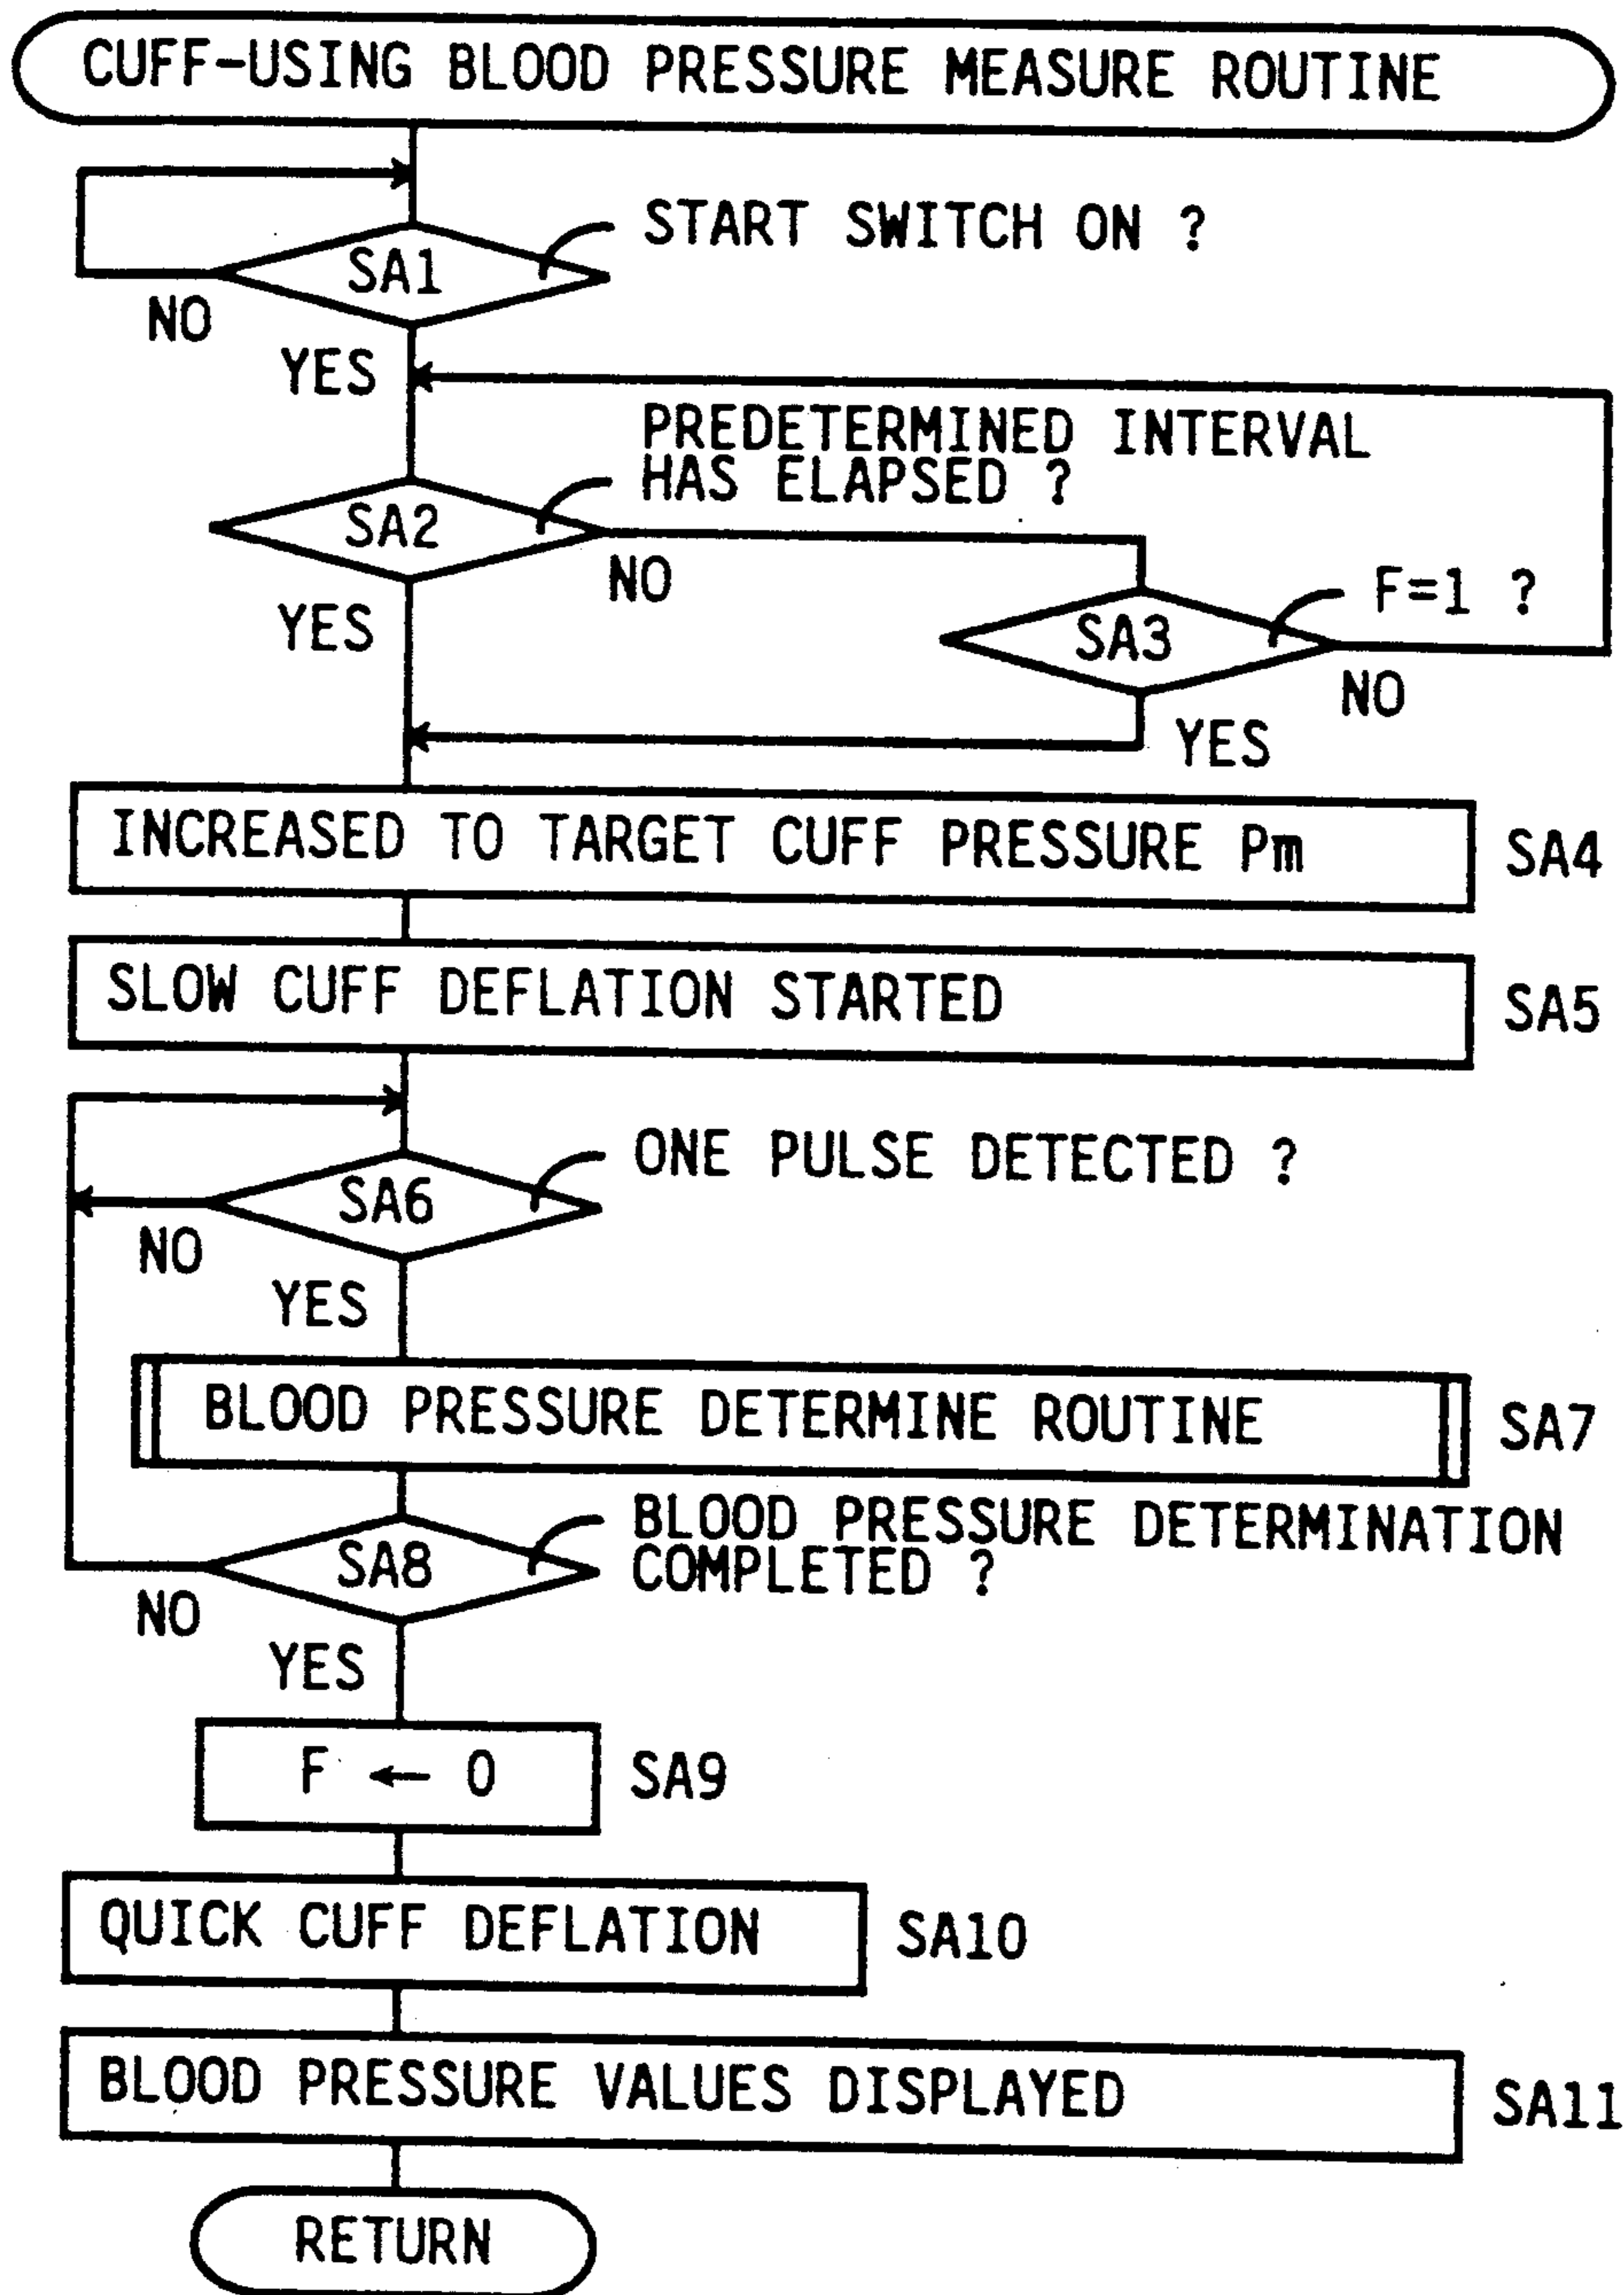 CUFF-USING BLOOD PRESSURE MEASURE ROUTINE
START SWITCH ON ?
SA1
NO
YES
PREDETERMINED INTERVAL
HAS ELAPSED ?
SA2
NO
YES
F=1 ?
SA3
NO
YES
INCREASED TO TARGET CUFF PRESSURE Pm
SA4
SLOW CUFF DEFLATION STARTED
SA5
ONE PULSE DETECTED ?
SA6
NO
YES
BLOOD PRESSURE DETERMINE ROUTINE
SA7
BLOOD PRESSURE DETERMINATION
COMPLETED ?
SA8
NO
YES
F ← 0
SA9
QUICK CUFF DEFLATION
SA10
BLOOD PRESSURE VALUES DISPLAYED
SA11
RETURN